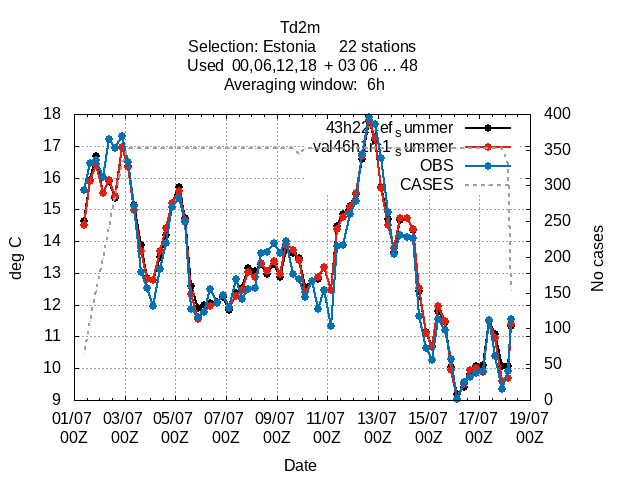 Td2m
Selection: Estonia 22 stations
Used 00,06,12,18 + 03 06 ... 48
Averaging window: 6h
deg C
18
17
16
15
14
13
12
11
10
9
400
350
300
250
200
150
100
50
0
No cases
summer
summer
OBS
CASES
01/07 03/07 05/07 07/07 09/07 11/07 13/07 15/07 17/07 19/07
00Z 00Z 00Z 00Z 00Z 00Z 00Z 00Z 00Z 00Z
Date